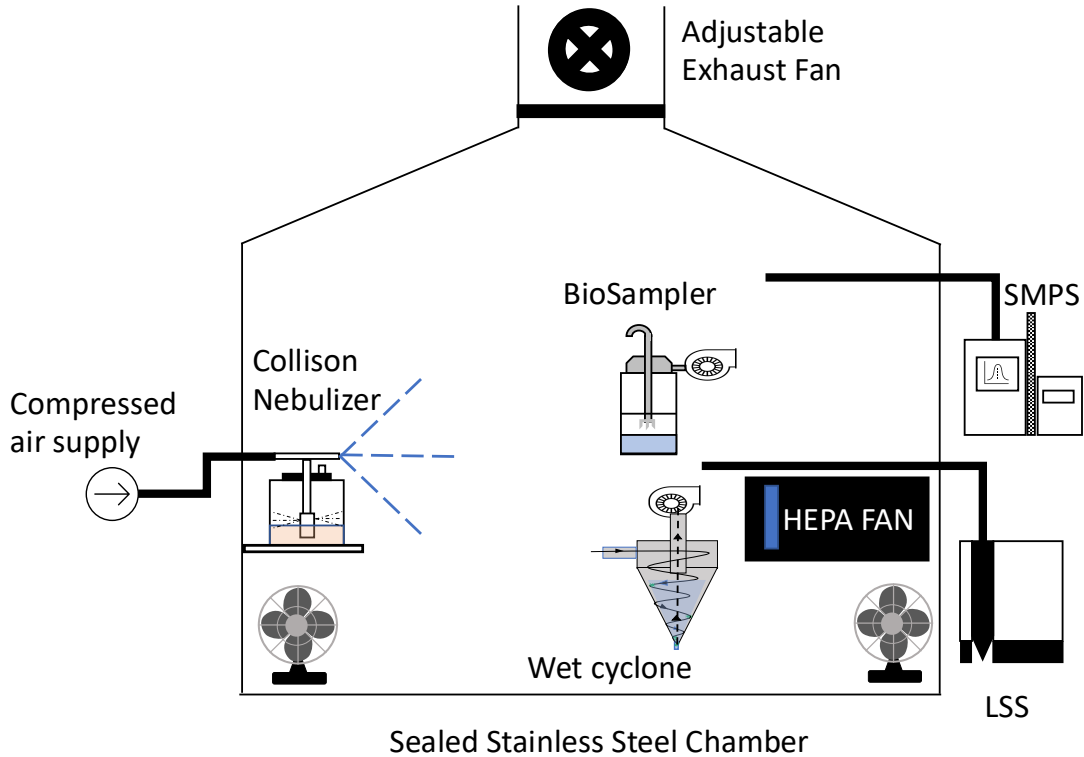 Adjustable
Exhaust Fan
BioSampler
SMPS
Collison
Nebulizer
Compressed
air supply
HEPA FAN
Wet cyclone
LSS
Sealed Stainless Steel Chamber